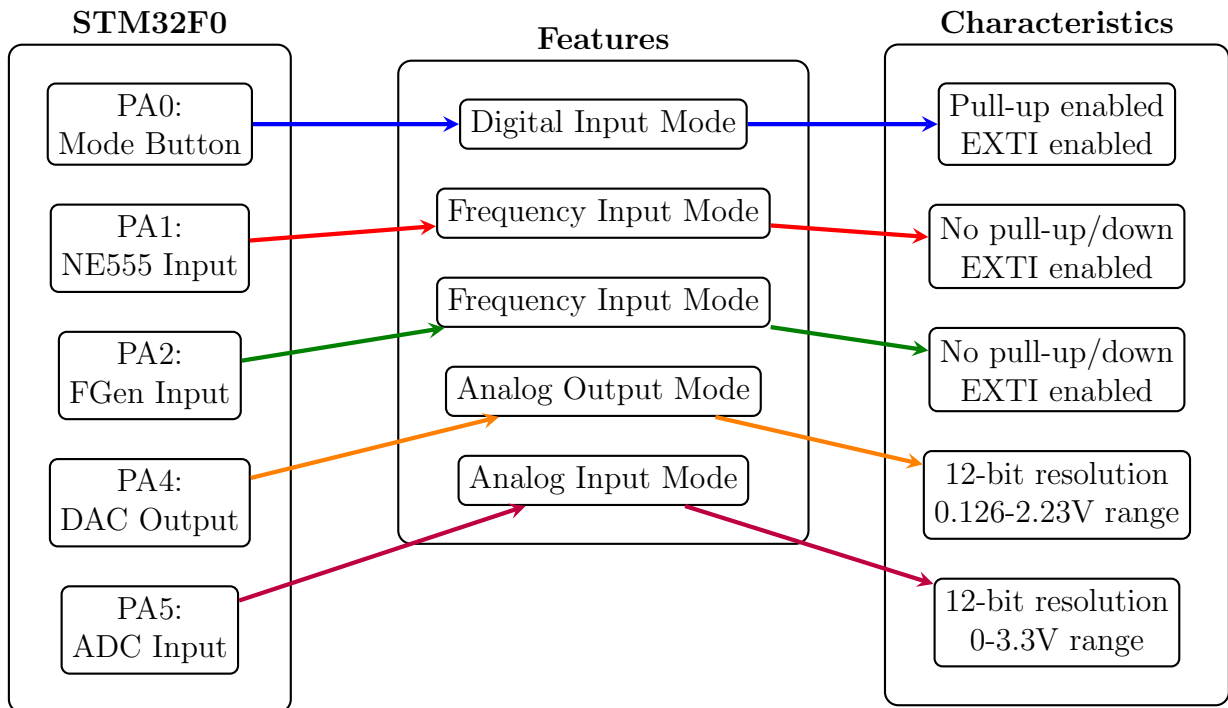 STM32F0
PA0:
Mode Button
PA1:
NE555 Input
PA2:
FGen Input
PA4:
DAC Output
PA5:
ADC Input
Features
Digital Input Mode
Frequency Input Mode
Frequency Input Mode
Analog Output Mode
Analog Input Mode
Characteristics
Pull-up enabled
EXTI enabled
No pull-up/down
EXTI enabled
No pull-up/down
EXTI enabled
12-bit resolution
0.126-2.23V range
12-bit resolution
0-3.3V range